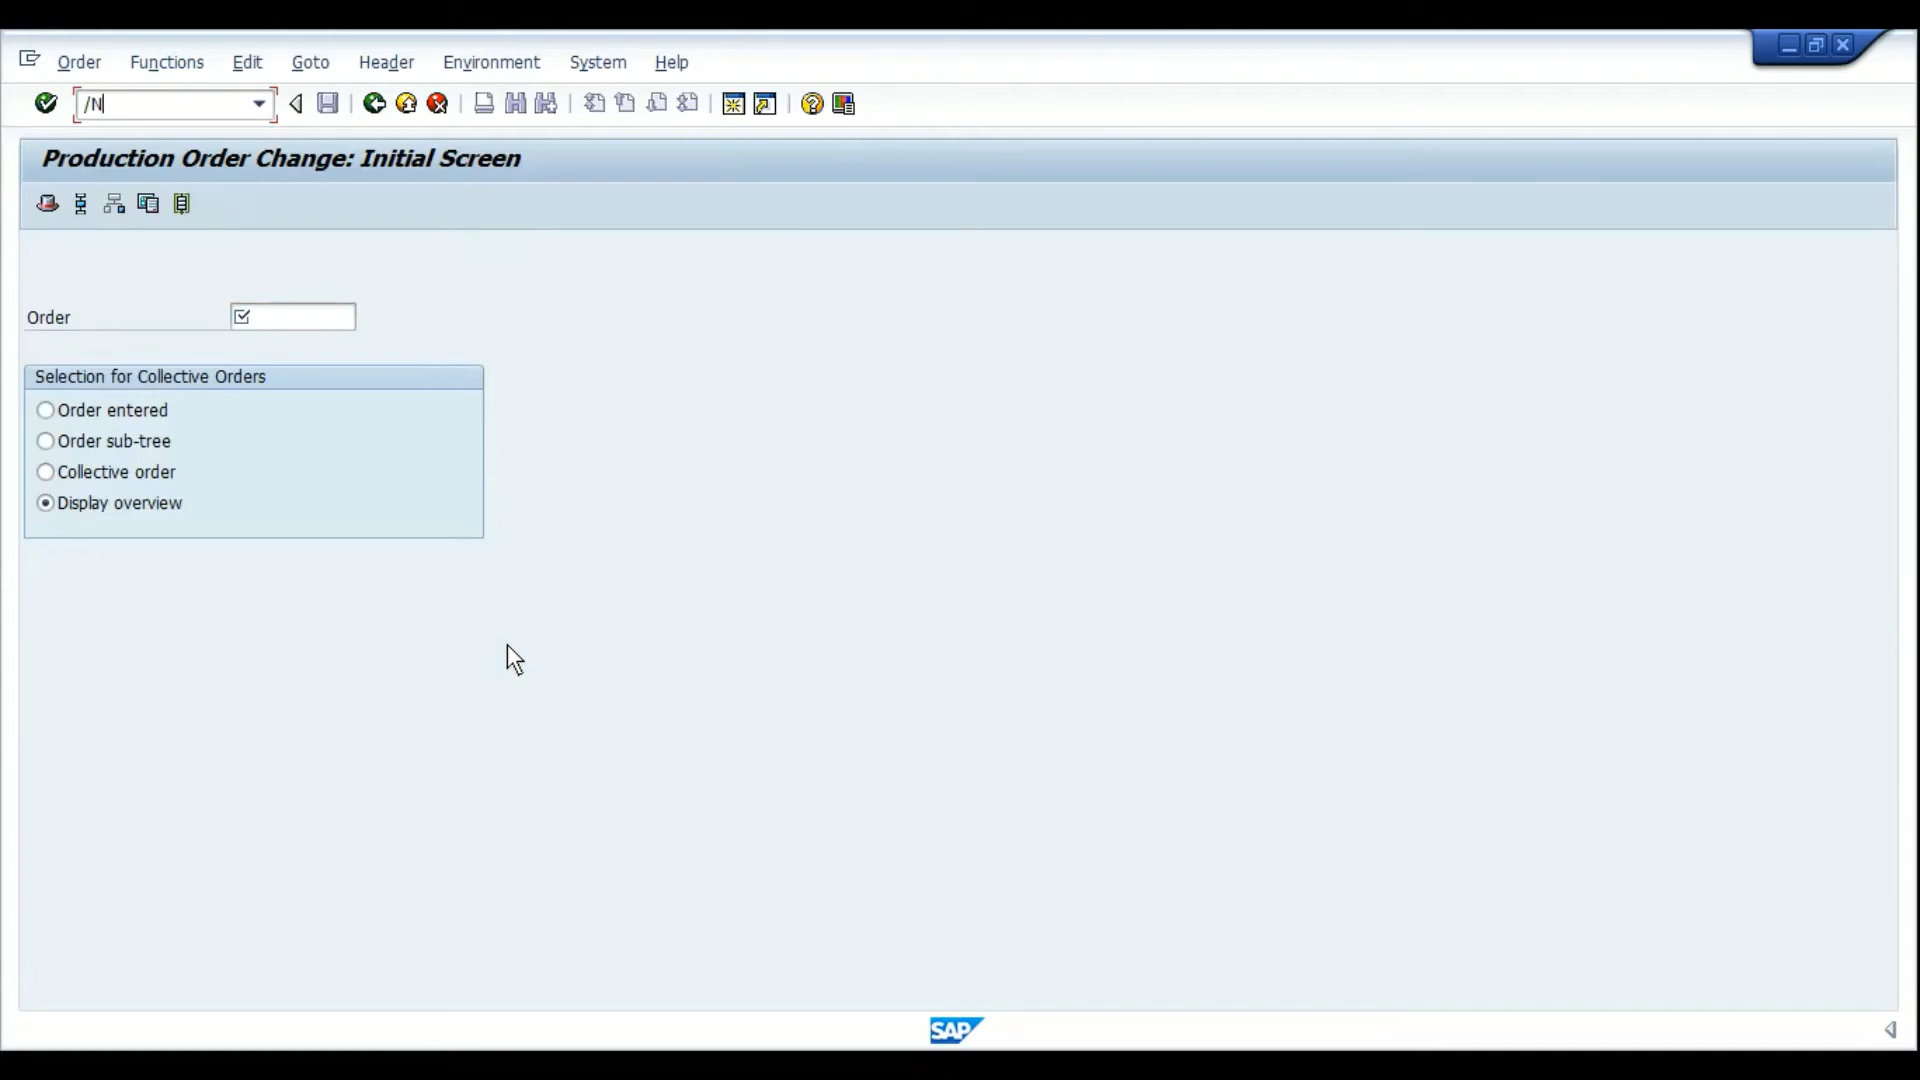 Order Functions Edit Goto Header Environment System Help
/N
Production Order Change: Initial Screen
Order
Selection for Collective Orders
Order entered
Order sub-tree
Collective order
Display overview
SAP